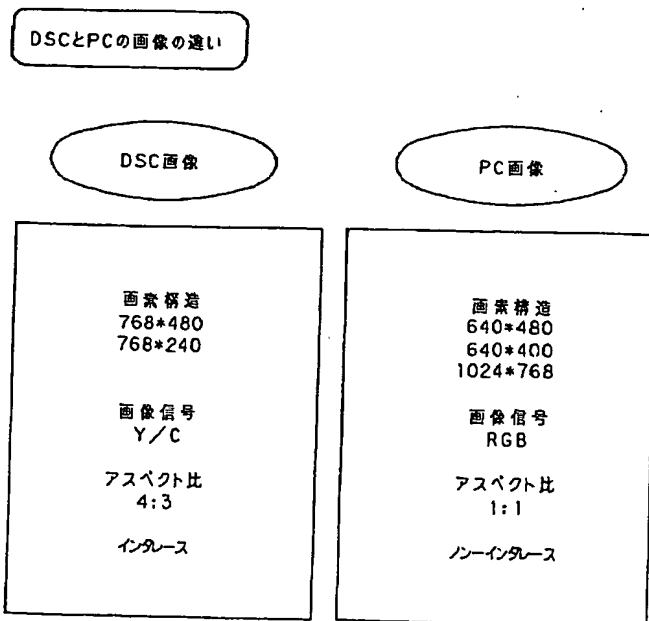 DSCとPCの画像の違い
DSC画像
画素構造
768*480
768*240
画像信号
Y／C
アスペクト比
4:3
インタレース
PC画像
画素構造
640*480
640*400
1024*768
画像信号
RGB
アスペクト比
1:1
ノンーインタレース